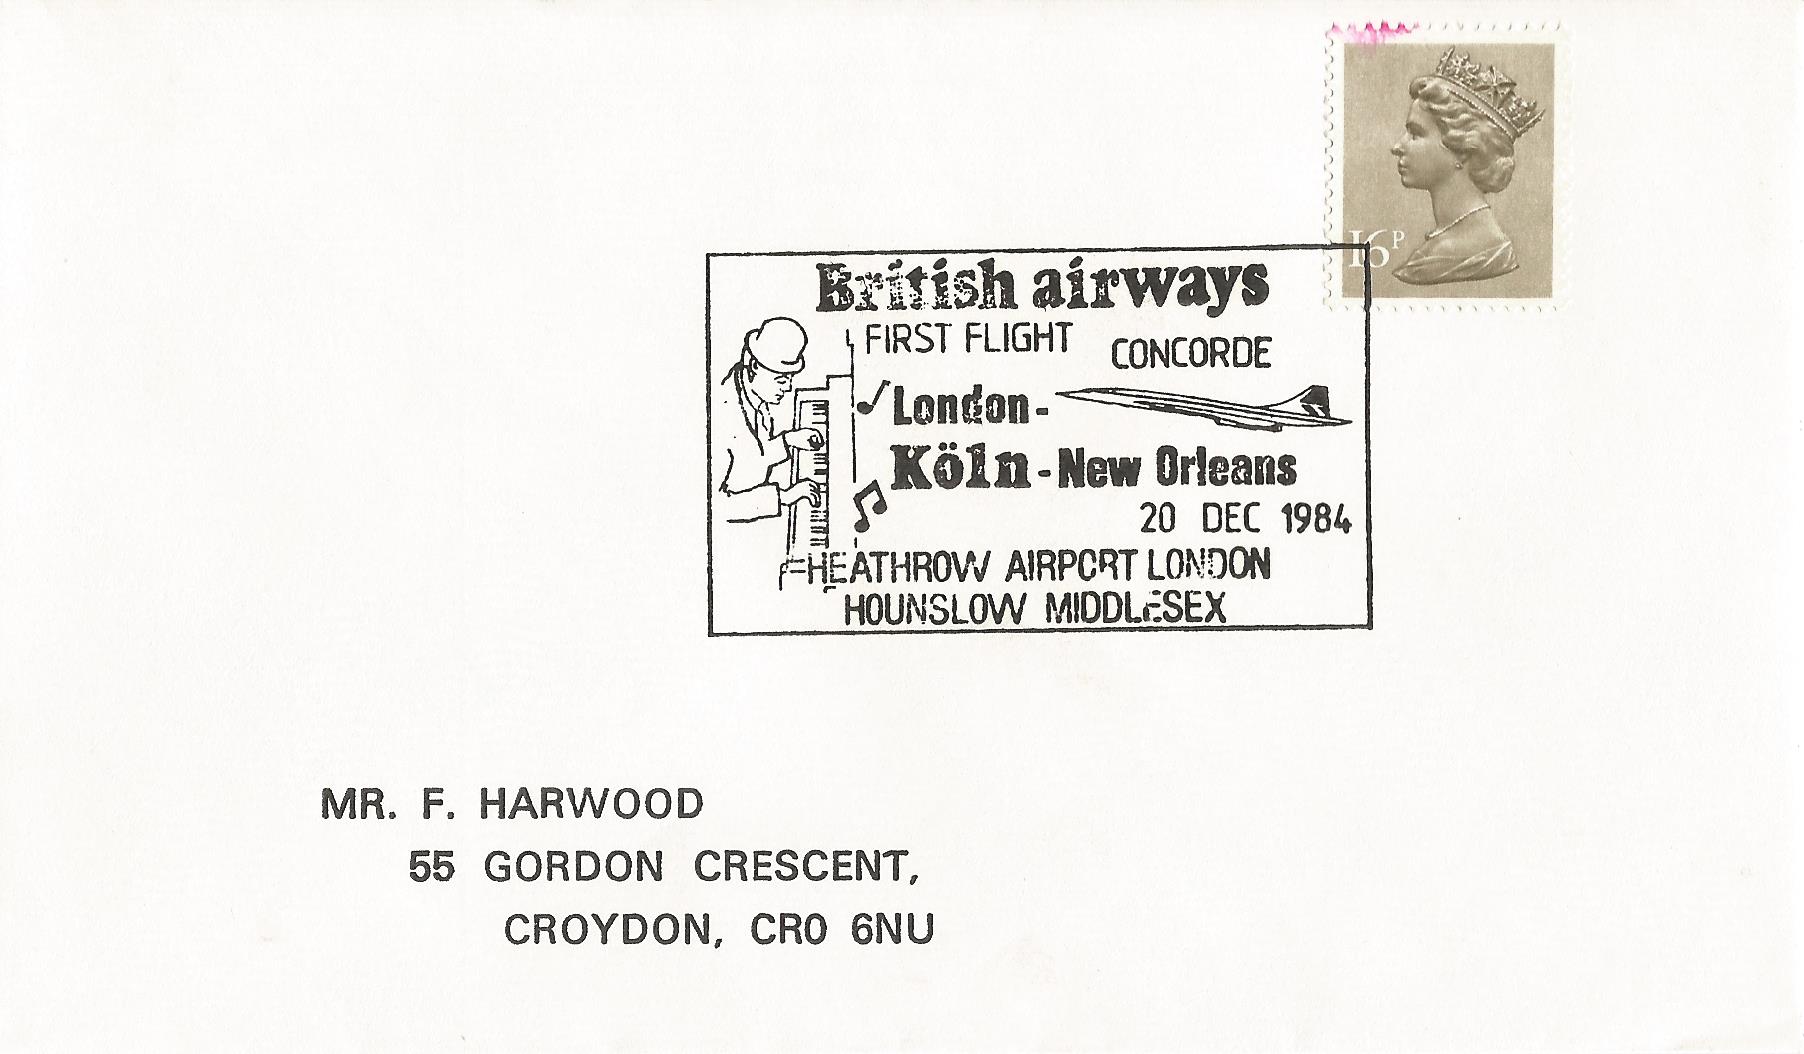 16P
British airways
FIRST FLIGHT CONCORDE
London-
Köln - New Orleans
20 DEC 1984
HEATHROW AIRPORT LONDON
HOUNSLOW MIDDLESEX
MR. F. HARWOOD
55 GORDON CRESCENT,
CROYDON, CR0 6NU